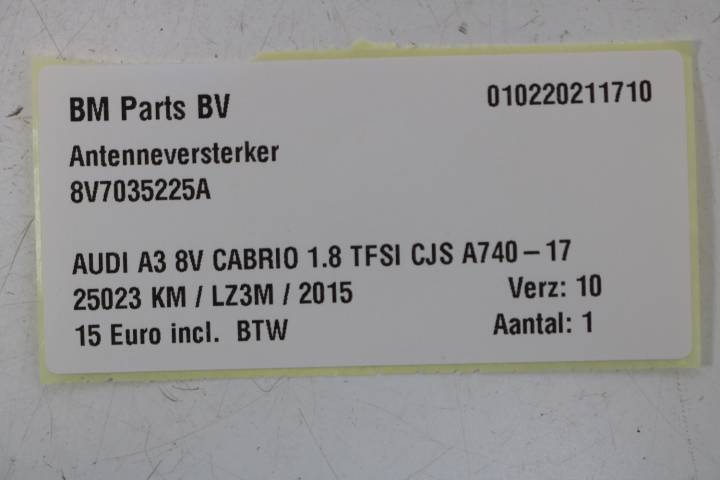 BM Parts BV 010220211710
Antenneversterker
8V7035225A
AUDI A3 8V CABRIO 1.8 TFSI CJS A740 – 17
25023 KM / LZ3M / 2015 Verz: 10
15 Euro incl. BTW Aantal: 1